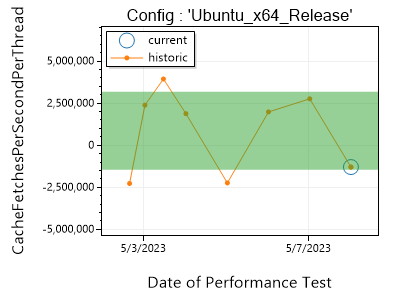 Config : 'Ubuntu_x64_Release'
current
historic
CacheFetchesPerSecondPerThread
5,000,000
2,500,000
0
-2,500,000
-5,000,000
5/3/2023
5/7/2023
Date of Performance Test